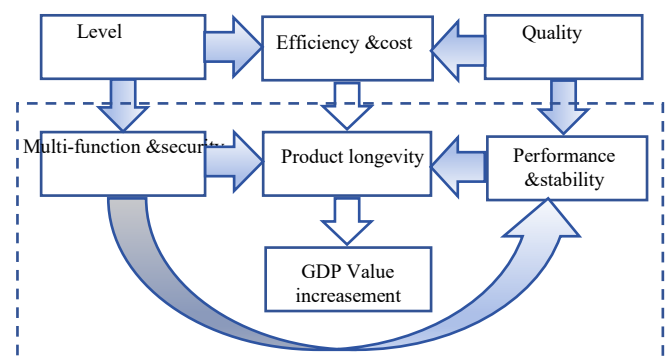 Level
Efficiency &cost
Quality
Multi-function &security
Product longevity
Performance
&stability
GDP Value
increasement